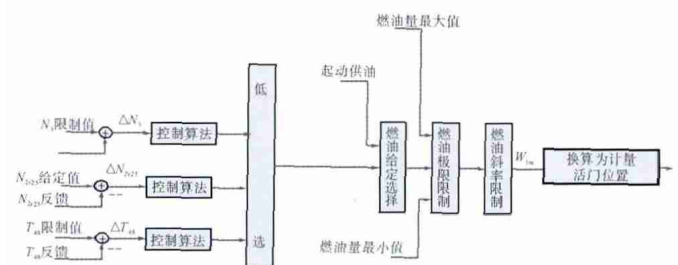 燃油量最大值
起动供油
低
选
N₁限制值
ΔN₁
控制算法
N₂ᵣ₂₅给定值
ΔN₂ᵣ₂₅
N₂ᵣ₂₅反馈
控制算法
T₄₈限制值
ΔT₄₈
T₄₈反馈
控制算法
燃油给定选择
燃油极限限制
燃油斜率限制
换算为计量
活门位置
燃油量最小值